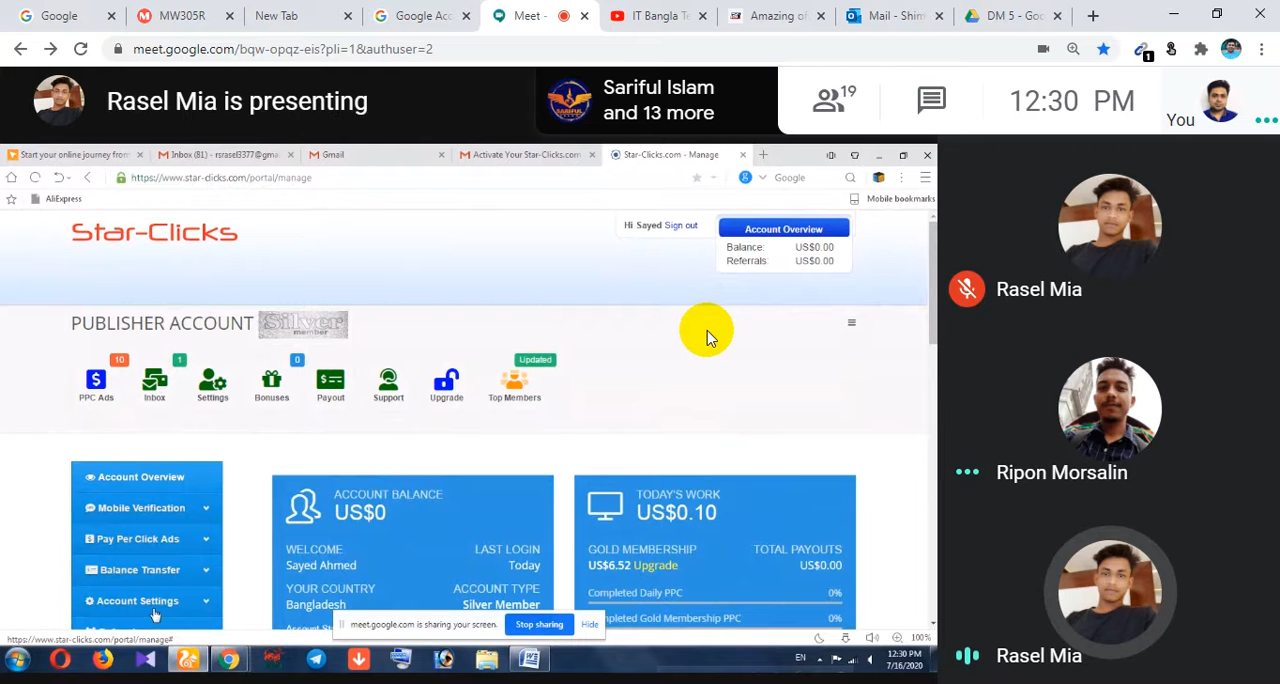 Google
MW305R
New Tab
Google Acc
Meet -
IT Bangla Te
Amazing of
Mail - Shim
DM 5 - Goo
meet.google.com/bqw-opqz-eis?pli=1&authuser=2
1
Rasel Mia is presenting
Sariful Islam
and 13 more
19
12:30 PM
You
Start your online journey from
Inbox (81) - rsrasel3377@gmai
Gmail
Activate Your Star-Clicks.com
Star-Clicks.com - Manage
https://www.star-clicks.com/portal/manage
Google
AliExpress
Mobile bookmarks
Star-Clicks
Hi Sayed Sign out
Account Overview
Balance: US$0.00
Referrals: US$0.00
PUBLISHER ACCOUNT Silver member
10
1
0
Updated
PPC Ads
Inbox
Settings
Bonuses
Payout
Support
Upgrade
Top Members
Account Overview
Mobile Verification
Pay Per Click Ads
Balance Transfer
Account Settings
ACCOUNT BALANCE
US$0
WELCOME LAST LOGIN
Sayed Ahmed Today
YOUR COUNTRY ACCOUNT TYPE
Bangladesh Silver Member
TODAY'S WORK
US$0.10
GOLD MEMBERSHIP TOTAL PAYOUTS
US$6.52 Upgrade US$0.00
Completed Daily PPC 0%
Completed Gold Membership PPC 0%
meet.google.com is sharing your screen. Stop sharing Hide
https://www.star-clicks.com/portal/manage#
100%
EN
12:30 PM
7/16/2020
Rasel Mia
Ripon Morsalin
Rasel Mia